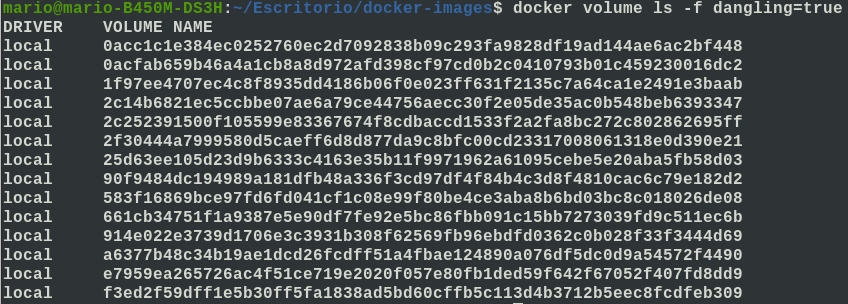 mario@mario-B450M-DS3H:~/Escritorio/docker-images$ docker volume ls -f dangling=true
DRIVER    VOLUME NAME
local     0acc1c1e384ec0252760ec2d7092838b09c293fa9828df19ad144ae6ac2bf448
local     0acfab659b46a4a1cb8a8d972afd398cf97cd0b2c0410793b01c459230016dc2
local     1f97ee4707ec4c8f8935dd4186b06f0e023ff631f2135c7a64ca1e2491e3baab
local     2c14b6821ec5ccbbe07ae6a79ce44756aecc30f2e05de35ac0b548beb6393347
local     2c252391500f105599e83367674f8cdbaccd1533f2a2fa8bc272c802862695ff
local     2f30444a7999580d5caeff6d8d877da9c8bfc00cd23317008061318e0d390e21
local     25d63ee105d23d9b6333c4163e35b11f9971962a61095cebe5e20aba5fb58d03
local     90f9484dc194989a181dfb48a336f3cd97df4f84b4c3d8f4810cac6c79e182d2
local     583f16869bce97fd6fd041cf1c08e99f80be4ce3aba8b6bd03bc8c018026de08
local     661cb34751f1a9387e5e90df7fe92e5bc86fbb091c15bb7273039fd9c511ec6b
local     914e022e3739d1706e3c3931b308f62569fb96ebdfd0362c0b028f33f3444d69
local     a6377b48c34b19ae1dcd26fcdff51a4fbae124890a076df5dc0d9a54572f4490
local     e7959ea265726ac4f51ce719e2020f057e80fb1ded59f642f67052f407fd8dd9
local     f3ed2f59dff1e5b30ff5fa1838ad5bd60cffb5c113d4b3712b5eec8fcdfeb309